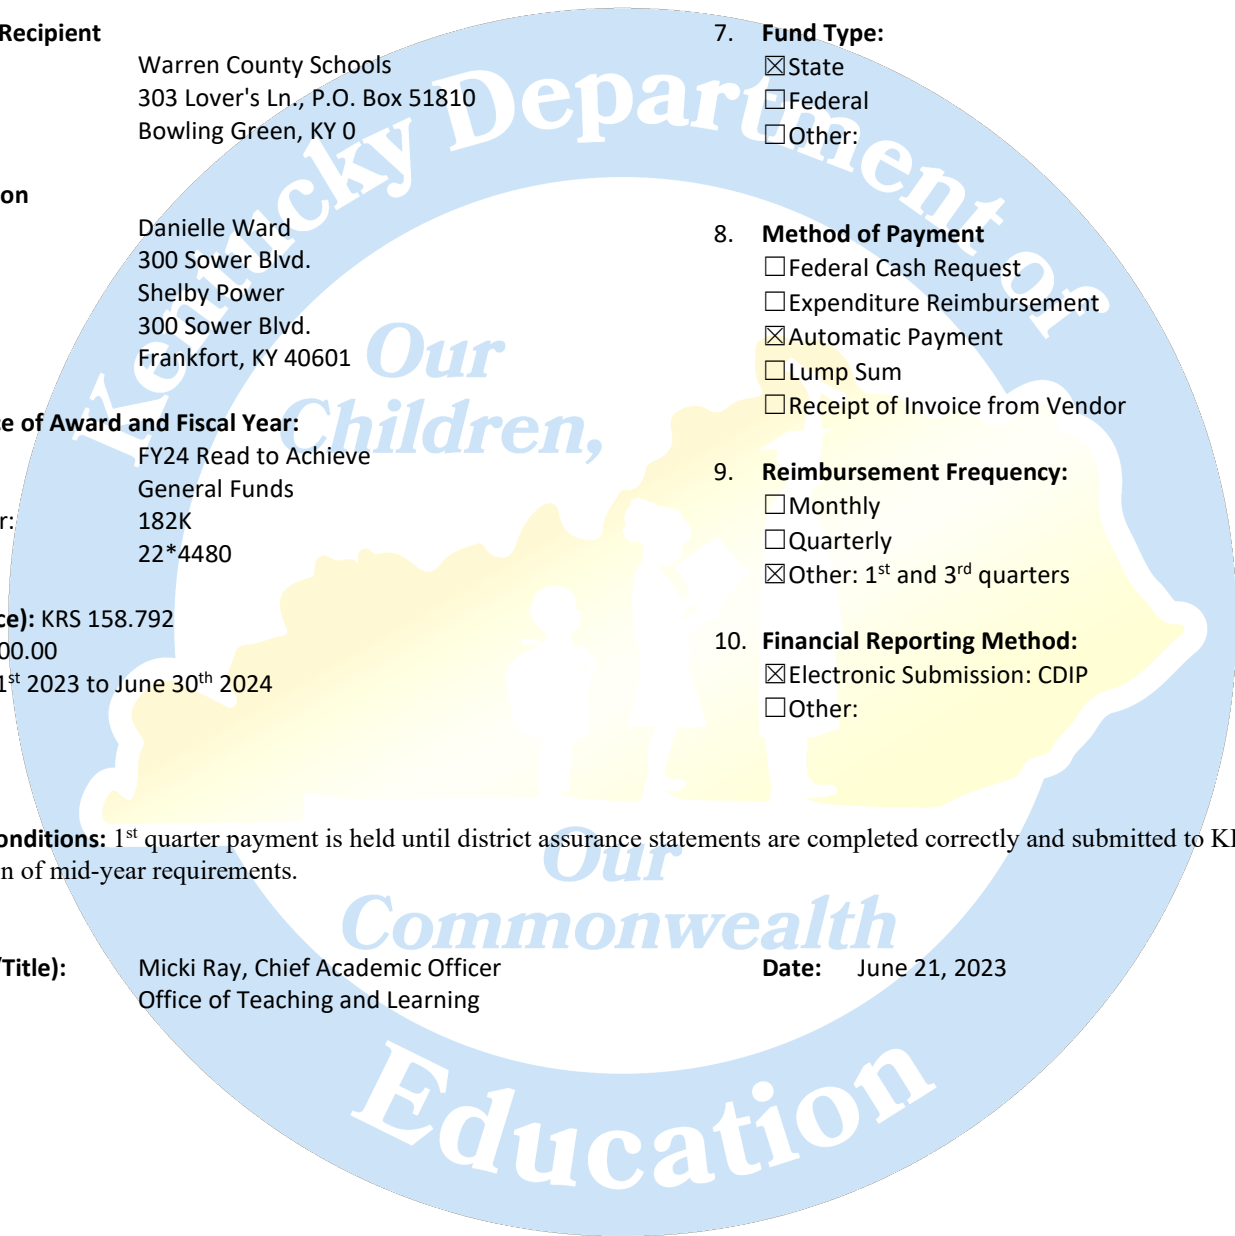 Recipient
Warren County Schools
303 Lover's Ln., P.O. Box 51810
Bowling Green, KY 0
on
Danielle Ward
300 Sower Blvd.
Shelby Power
300 Sower Blvd.
Frankfort, KY 40601
ce of Award and Fiscal Year:
FY24 Read to Achieve
General Funds
r: 182K
22*4480
ce): KRS 158.792
00.00
1st 2023 to June 30th 2024
7. Fund Type:
☒State
☐Federal
☐Other:
8. Method of Payment
☐Federal Cash Request
☐Expenditure Reimbursement
☒Automatic Payment
☐Lump Sum
☐Receipt of Invoice from Vendor
9. Reimbursement Frequency:
☐Monthly
☐Quarterly
☒Other: 1st and 3rd quarters
10. Financial Reporting Method:
☒Electronic Submission: CDIP
☐Other:
onditions: 1st quarter payment is held until district assurance statements are completed correctly and submitted to KI
n of mid-year requirements.
/Title): Micki Ray, Chief Academic Officer
Office of Teaching and Learning
Date: June 21, 2023
Kentucky Department of
Education
Our
Children,
Our
Commonwealth